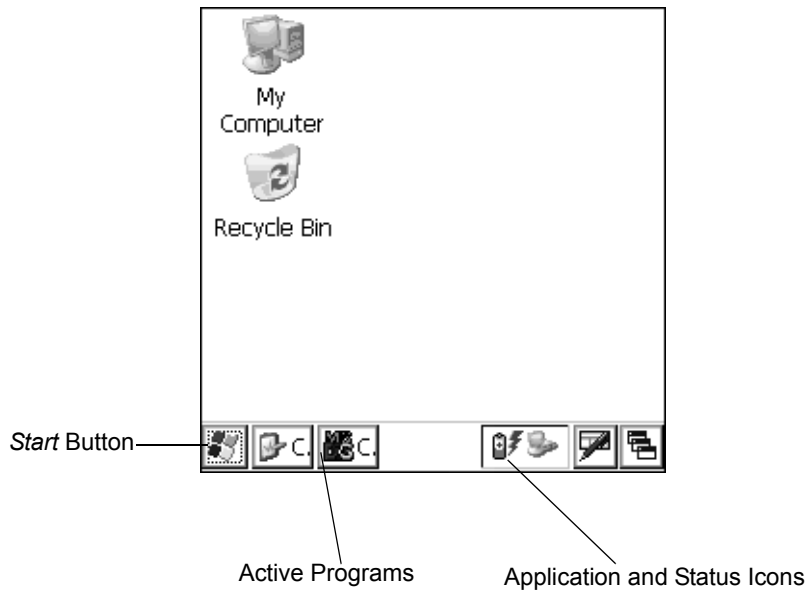 My
Computer
Recycle Bin
Start Button
C.
C.
Active Programs
Application and Status Icons